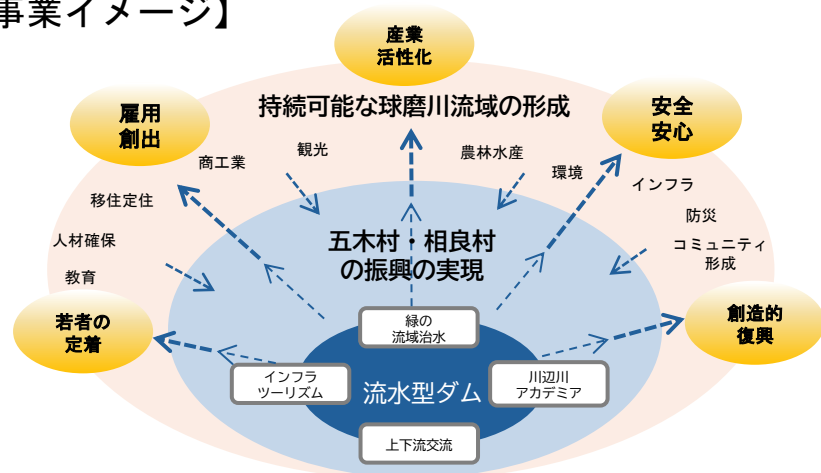 事業イメージ】
産業
活性化
持続可能な球磨川流域の形成
雇用
創出
安全
安心
商工業
観光
農林水産
環境
移住定住
インフラ
人材確保
防災
教育
コミュニティ
形成
五木村・相良村
の振興の実現
若者の
定着
創造的
復興
緑の
流域治水
インフラ
ツーリズム
流水型ダム
川辺川
アカデミア
上下流交流